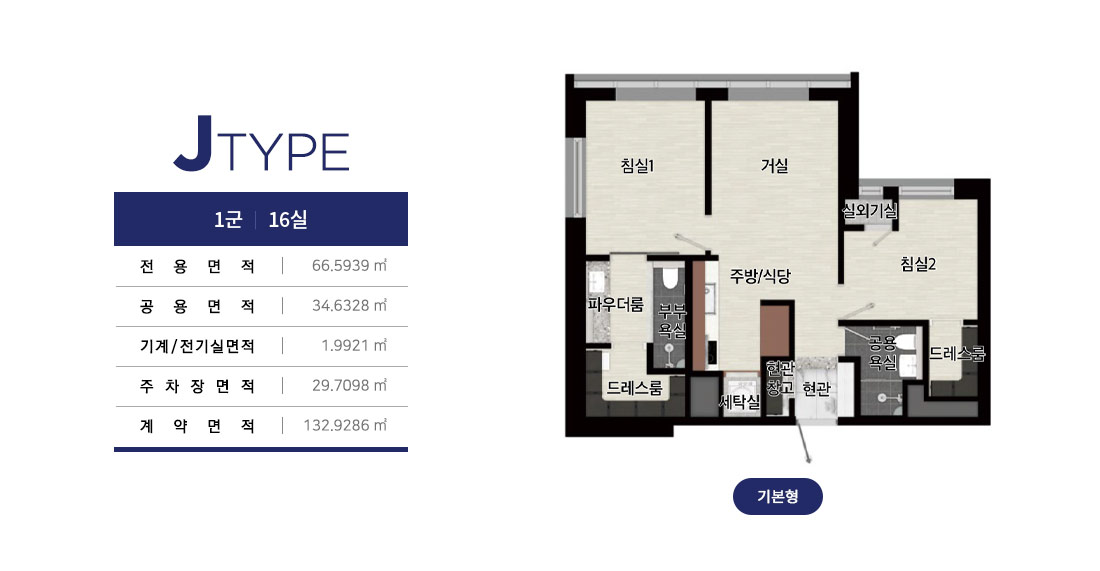 J TYPE
1군 | 16실
전용면적 | 66.5939 ㎡
공용면적 | 34.6328 ㎡
기계/전기실면적 | 1.9921 ㎡
주차장면적 | 29.7098 ㎡
계약면적 | 132.9286 ㎡
침실1
거실
실외기실
침실2
주방/식당
파우더룸
부부
욕실
공용
욕실
드레스룸
드레스룸
세탁실
현관
창고
현관
기본형